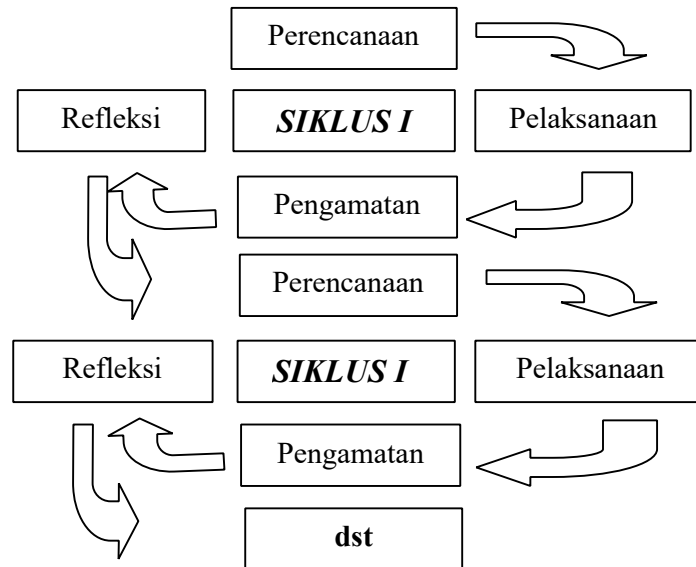 Perencanaan
Refleksi
SIKLUS I
Pelaksanaan
Pengamatan
Perencanaan
Refleksi
SIKLUS I
Pelaksanaan
Pengamatan
dst